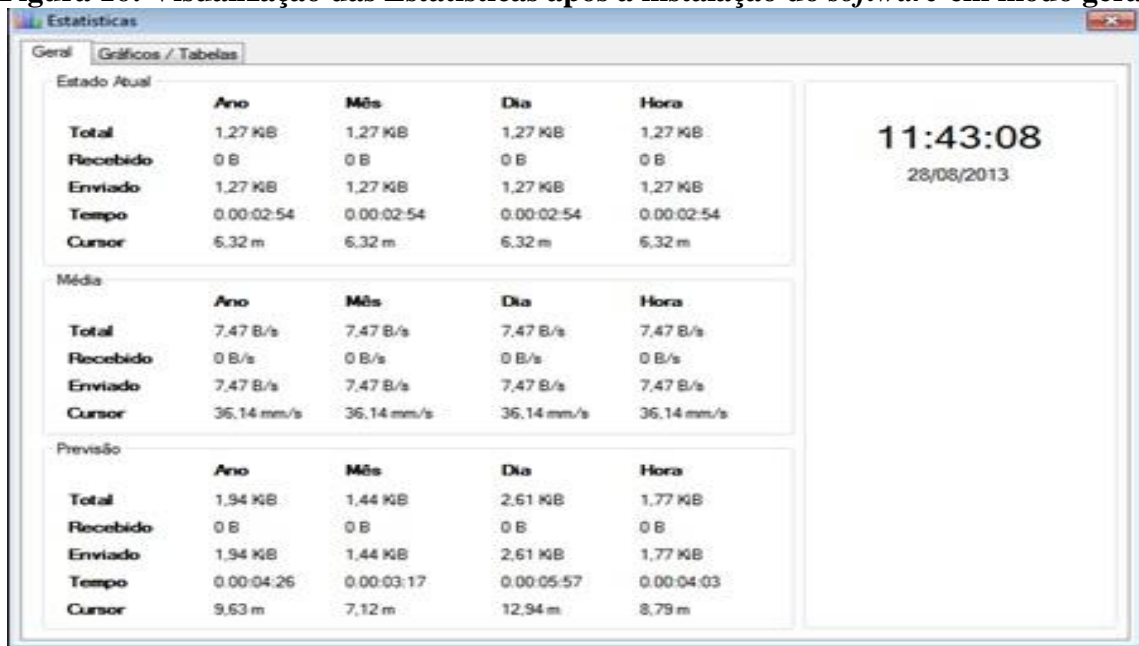 Figura 10: Visualização das Estatísticas após a instalação do software em modo geral
Estatisticas
Geral Gráficos / Tabelas
Estado Atual
Ano Mês Dia Hora
Total 1,27 KiB 1,27 KiB 1,27 KiB 1,27 KiB
Recebido 0 B 0 B 0 B 0 B
Enviado 1,27 KiB 1,27 KiB 1,27 KiB 1,27 KiB
Tempo 0.00:02:54 0.00:02:54 0.00:02:54 0.00:02:54
Cursor 6,32 m 6,32 m 6,32 m 6,32 m
11:43:08
28/08/2013
Média
Ano Mês Dia Hora
Total 7,47 B/s 7,47 B/s 7,47 B/s 7,47 B/s
Recebido 0 B/s 0 B/s 0 B/s 0 B/s
Enviado 7,47 B/s 7,47 B/s 7,47 B/s 7,47 B/s
Cursor 36,14 mm/s 36,14 mm/s 36,14 mm/s 36,14 mm/s
Previsão
Ano Mês Dia Hora
Total 1,94 KiB 1,44 KiB 2,61 KiB 1,77 KiB
Recebido 0 B 0 B 0 B 0 B
Enviado 1,94 KiB 1,44 KiB 2,61 KiB 1,77 KiB
Tempo 0.00:04:26 0.00:03:17 0.00:05:57 0.00:04:03
Cursor 9,63 m 7,12 m 12,94 m 8,79 m